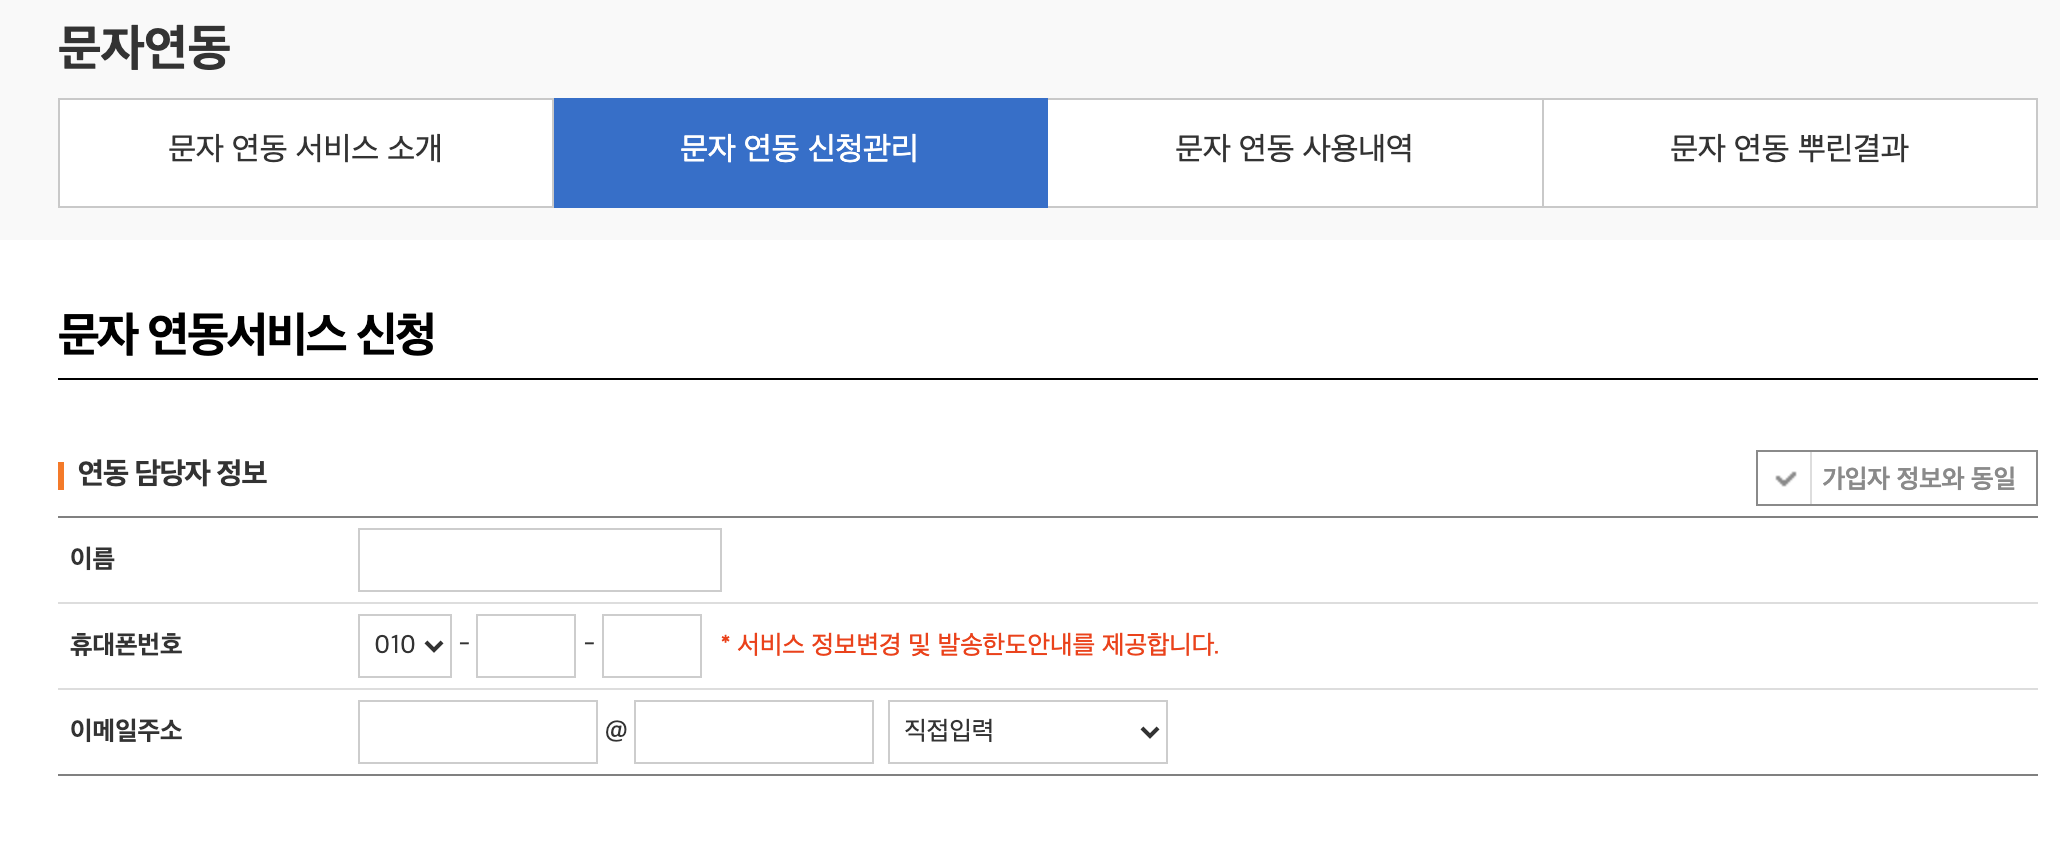 문자연동
문자 연동 서비스 소개
문자 연동 신청관리
문자 연동 사용내역
문자 연동 뿌린결과
문자 연동서비스 신청
연동 담당자 정보
가입자 정보와 동일
이름
휴대폰번호 010 - - * 서비스 정보변경 및 발송한도안내를 제공합니다.
이메일주소 @ 직접입력